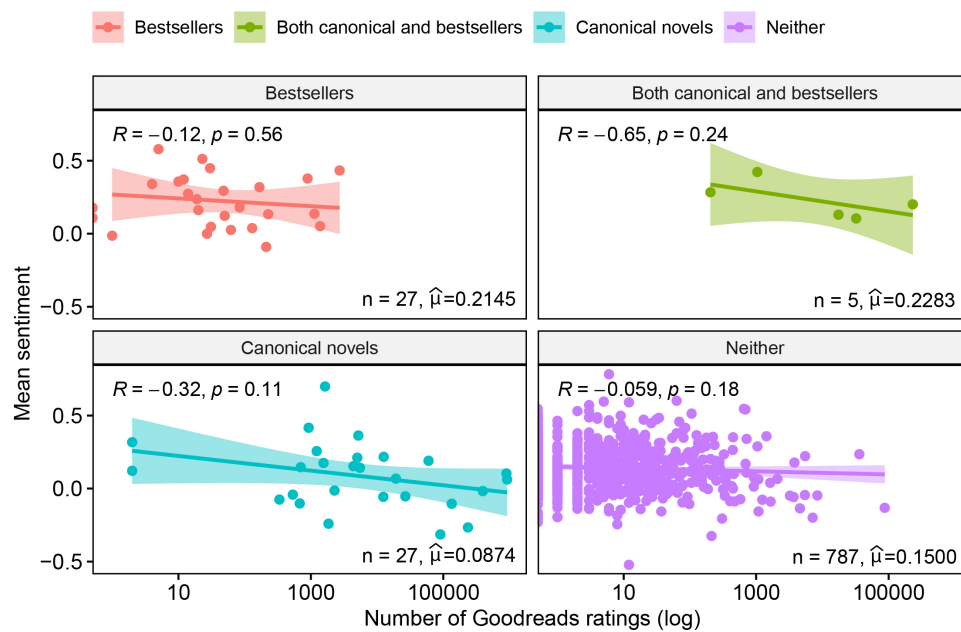 Bestsellers Both canonical and bestsellers Canonical novels Neither
Bestsellers
R = −0.12, p = 0.56
n = 27, μ̂=0.2145
Both canonical and bestsellers
R = −0.65, p = 0.24
n = 5, μ̂=0.2283
Canonical novels
R = −0.32, p = 0.11
n = 27, μ̂=0.0874
Neither
R = −0.059, p = 0.18
n = 787, μ̂=0.1500
Mean sentiment
0.5
0.0
−0.5
0.5
0.0
−0.5
10 1000 100000 10 1000 100000
Number of Goodreads ratings (log)